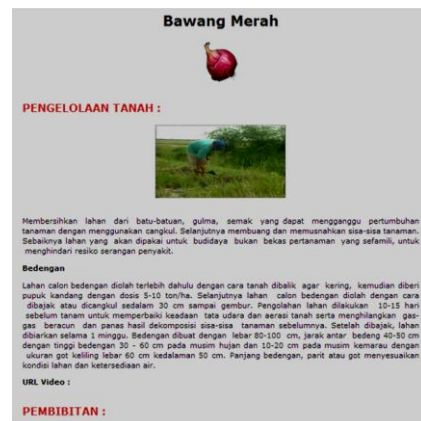 Bawang Merah
PENGELOLAAN TANAH :
Membersihkan lahan dari batu-batuan, gulma, semak yang dapat mengganggu pertumbuhan
tanaman dengan menggunakan cangkul. Selanjutnya membuang dan memusnahkan sisa-sisa tanaman.
Sebaiknya lahan yang akan dipakai untuk budidaya bukan bekas pertanaman yang sefamili, untuk
menghindari resiko serangan penyakit.
Bedengan
Lahan calon bedengan diolah terlebih dahulu dengan cara tanah dibalik agar kering, kemudian diberi
pupuk kandang dengan dosis 5-10 ton/ha. Selanjutnya lahan calon bedengan diolah dengan cara
dibajak atau dicangkul sedalam 30 cm sampai gembur. Pengolahan lahan dilakukan 10-15 hari
sebelum tanam untuk memperbaiki keadaan tata udara dan aerasi tanah serta menghilangkan gas-
gas beracun dan panas hasil dekomposisi sisa-sisa tanaman sebelumnya. Setelah dibajak, lahan
dibiarkan selama 1 minggu. Bedengan dibuat dengan lebar 80-100 cm, jarak antar bedeng 40-50 cm
dengan tinggi bedengan 30 - 60 cm pada musim hujan dan 10-20 cm pada musim kemarau dengan
ukuran got keliling lebar 60 cm kedalaman 50 cm. Panjang bedengan, parit atau got menyesuaikan
kondisi lahan dan ketersediaan air.
URL Video :
PEMBIBITAN :